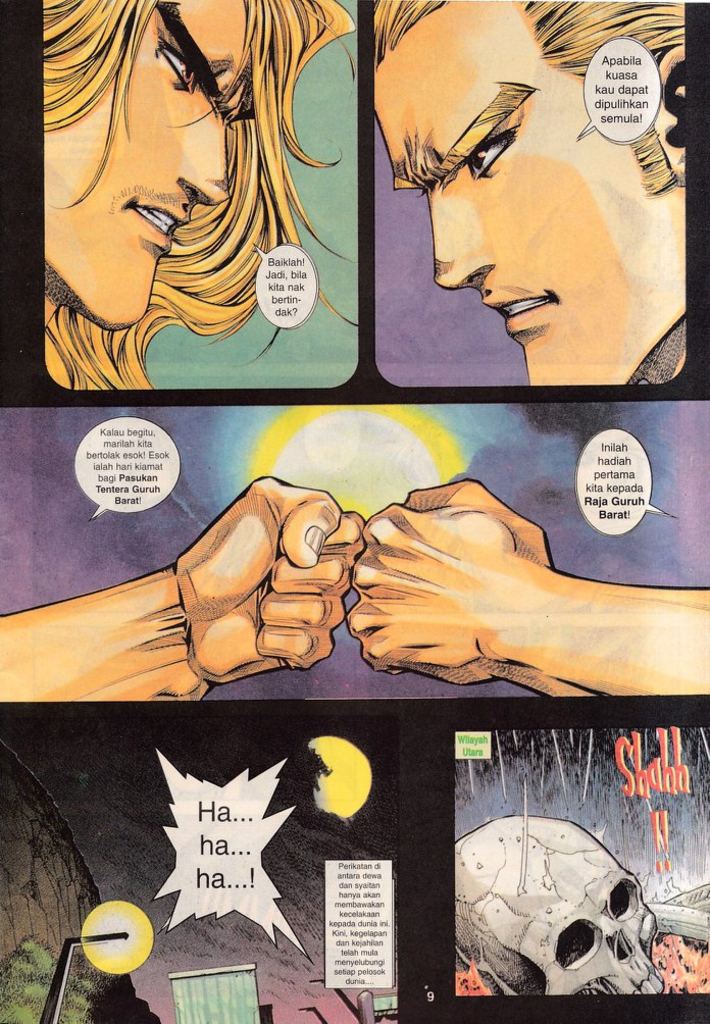 Baiklah!
Jadi, bila
kita nak
bertin-
dak?
Apabila
kuasa
kau dapat
dipulihkan
semula!
Kalau begitu,
marilah kita
bertolak esok! Esok
ialah hari kiamat
bagi Pasukan
Tentera Guruh
Barat!
Inilah
hadiah
pertama
kita kepada
Raja Guruh
Barat!
Ha...
ha...
ha...!
Perikatan di
antara dewa
dan syaitan
hanya akan
membawakan
kecelakaan
kepada dunia ini.
Kini, kegelapan
dan kejahilan
telah mula
menyelubungi
setiap pelosok
dunia....
Wilayah
Utara
Shahh
!!
9